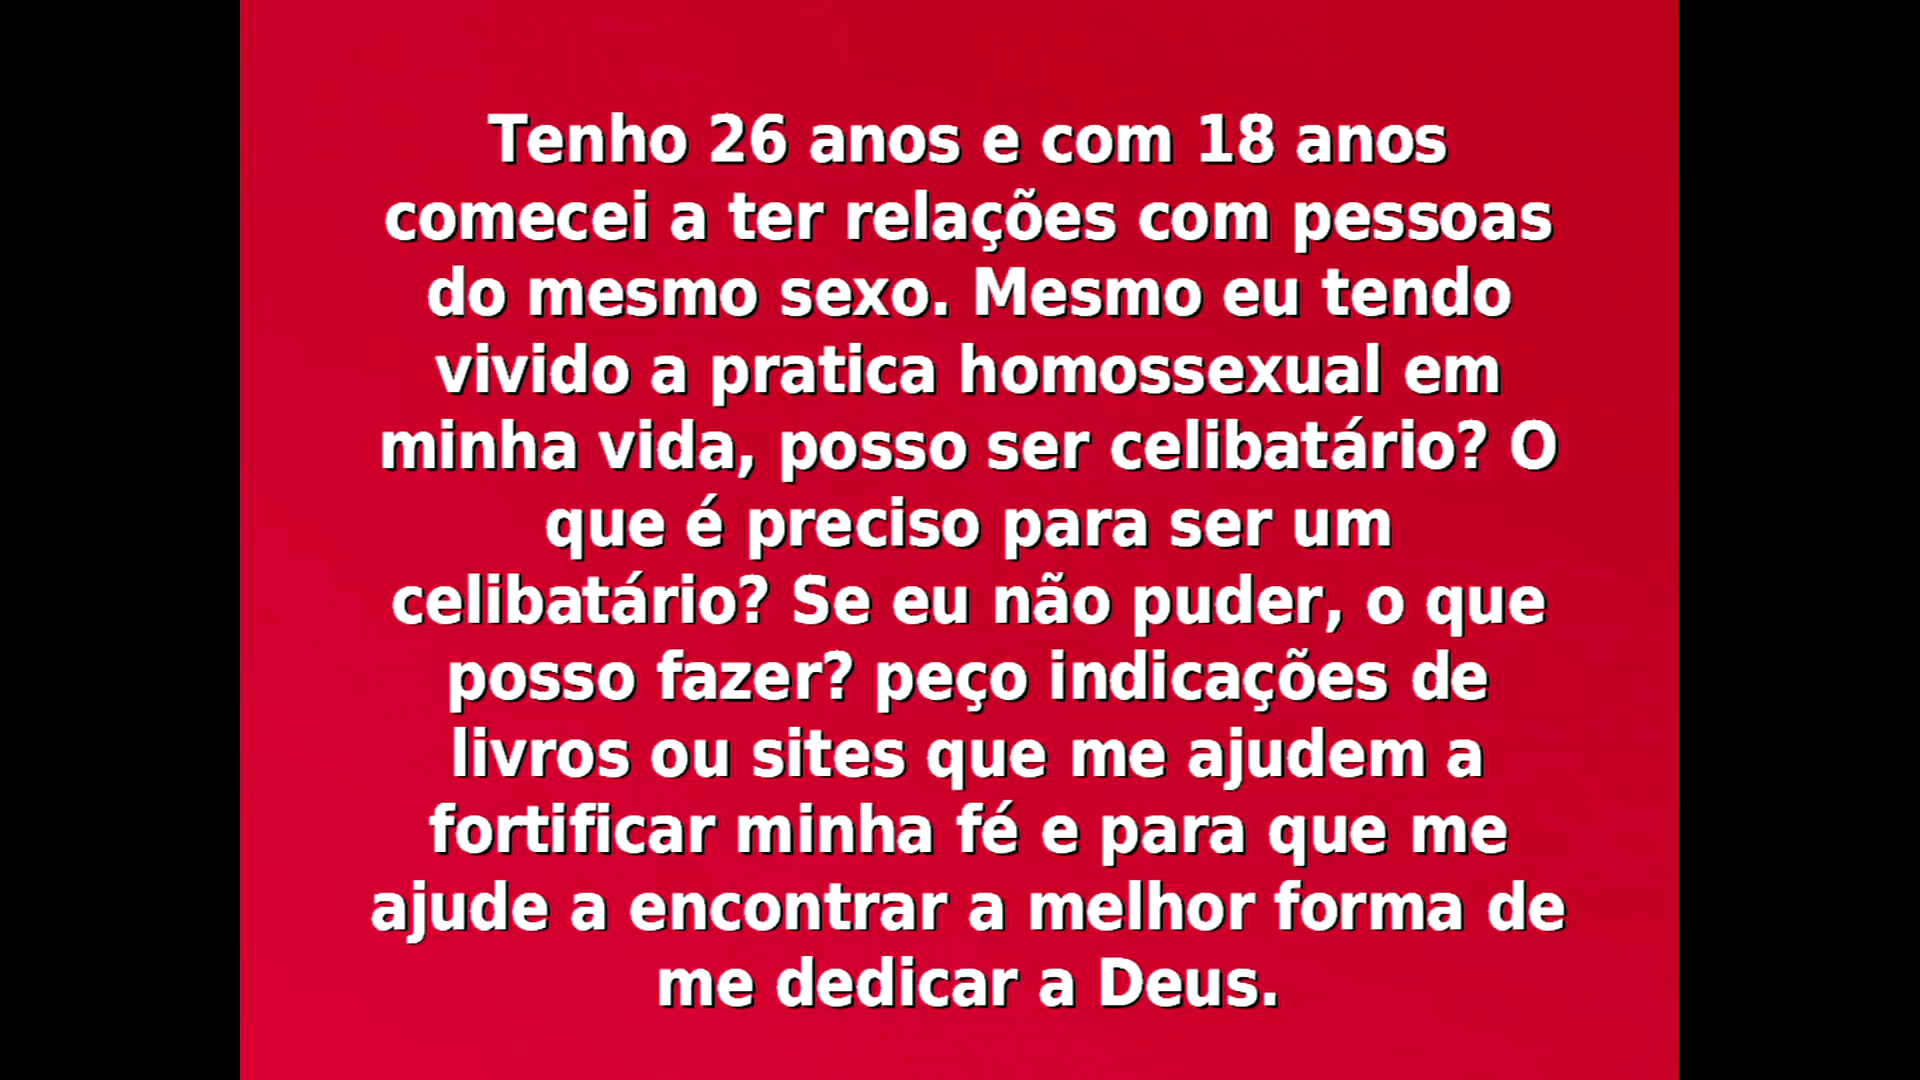 Tenho 26 anos e com 18 anos
comecei a ter relações com pessoas
do mesmo sexo. Mesmo eu tendo
vivido a pratica homossexual em
minha vida, posso ser celibatário? O
que é preciso para ser um
celibatário? Se eu não puder, o que
posso fazer? peço indicações de
livros ou sites que me ajudem a
fortificar minha fé e para que me
ajude a encontrar a melhor forma de
me dedicar a Deus.